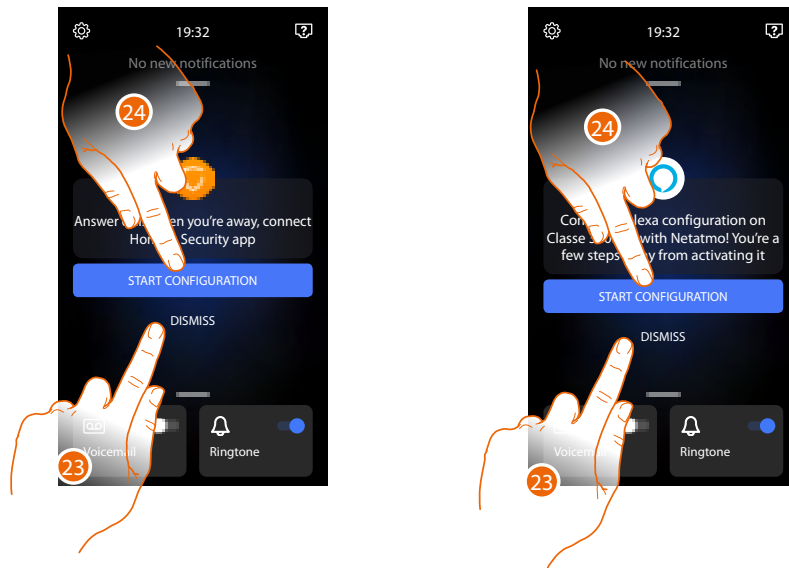 19:32
No new notifications
24
Answer en you're away, connect
Hom Security app
START CONFIGURATION
DISMISS
Voicemail
Ringtone
23
19:32
No new notifications
24
Con lexa configuration on
Classe with Netatmo! You're a
few steps y from activating it
START CONFIGURATION
DISMISS
Voicem
Ringtone
23